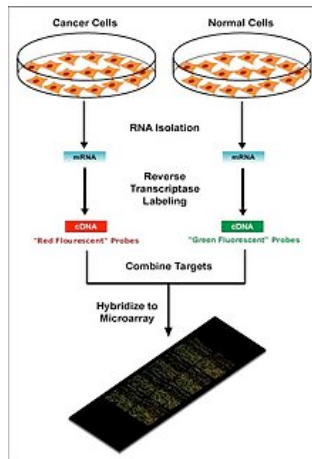 Cancer Cells
Normal Cells
RNA Isolation
mRNA
mRNA
Reverse
Transcriptase
Labeling
cDNA
cDNA
"Red Flourescent" Probes
"Green Fluorescent" Probes
Combine Targets
Hybridize to
Microarray